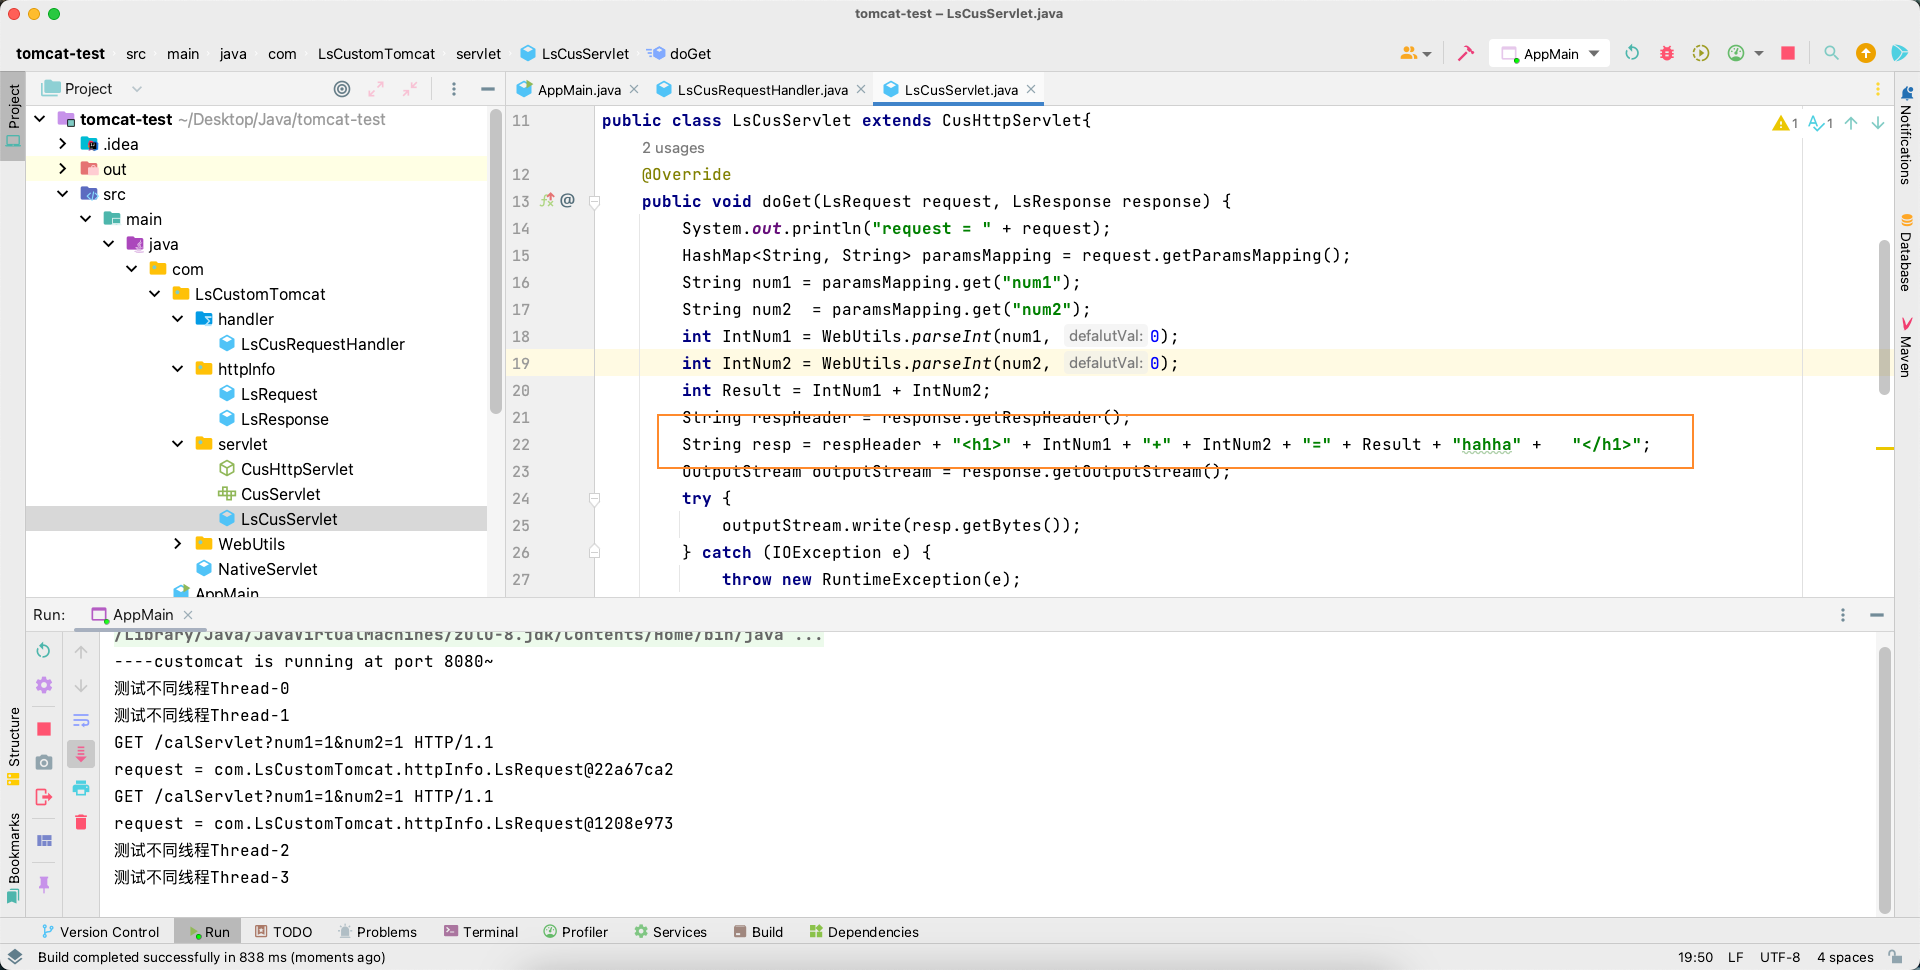 tomcat-test – LsCusServlet.java
tomcat-test src main java com LsCustomTomcat servlet LsCusServlet doGet
AppMain
Project
AppMain.java LsCusRequestHandler.java LsCusServlet.java
Project
tomcat-test ~/Desktop/Java/tomcat-test
.idea
out
src
main
java
com
LsCustomTomcat
handler
LsCusRequestHandler
httpInfo
LsRequest
LsResponse
servlet
CusHttpServlet
CusServlet
LsCusServlet
WebUtils
NativeServlet
AppMain
11 public class LsCusServlet extends CusHttpServlet{
2 usages
12 @Override
13 public void doGet(LsRequest request, LsResponse response) {
14 System.out.println("request = " + request);
15 HashMap<String, String> paramsMapping = request.getParamsMapping();
16 String num1 = paramsMapping.get("num1");
17 String num2  = paramsMapping.get("num2");
18 int IntNum1 = WebUtils.parseInt(num1, defalutVal: 0);
19 int IntNum2 = WebUtils.parseInt(num2, defalutVal: 0);
20 int Result = IntNum1 + IntNum2;
21 String respHeader = response.getRespHeader();
22 String resp = respHeader + "<h1>" + IntNum1 + "+" + IntNum2 + "=" + Result + "hahha" +   "</h1>";
23 OutputStream outputStream = response.getOutputStream();
24 try {
25 outputStream.write(resp.getBytes());
26 } catch (IOException e) {
27 throw new RuntimeException(e);
1 1
Notifications
Database
Maven
Run: AppMain
/Library/Java/JavaVirtualMachines/zulu-8.jdk/Contents/Home/bin/java ...
----customcat is running at port 8080~
测试不同线程Thread-0
测试不同线程Thread-1
GET /calServlet?num1=1&num2=1 HTTP/1.1
request = com.LsCustomTomcat.httpInfo.LsRequest@22a67ca2
GET /calServlet?num1=1&num2=1 HTTP/1.1
request = com.LsCustomTomcat.httpInfo.LsRequest@1208e973
测试不同线程Thread-2
测试不同线程Thread-3
Structure
Bookmarks
Version Control Run TODO Problems Terminal Profiler Services Build Dependencies
Build completed successfully in 838 ms (moments ago) 19:50 LF UTF-8 4 spaces